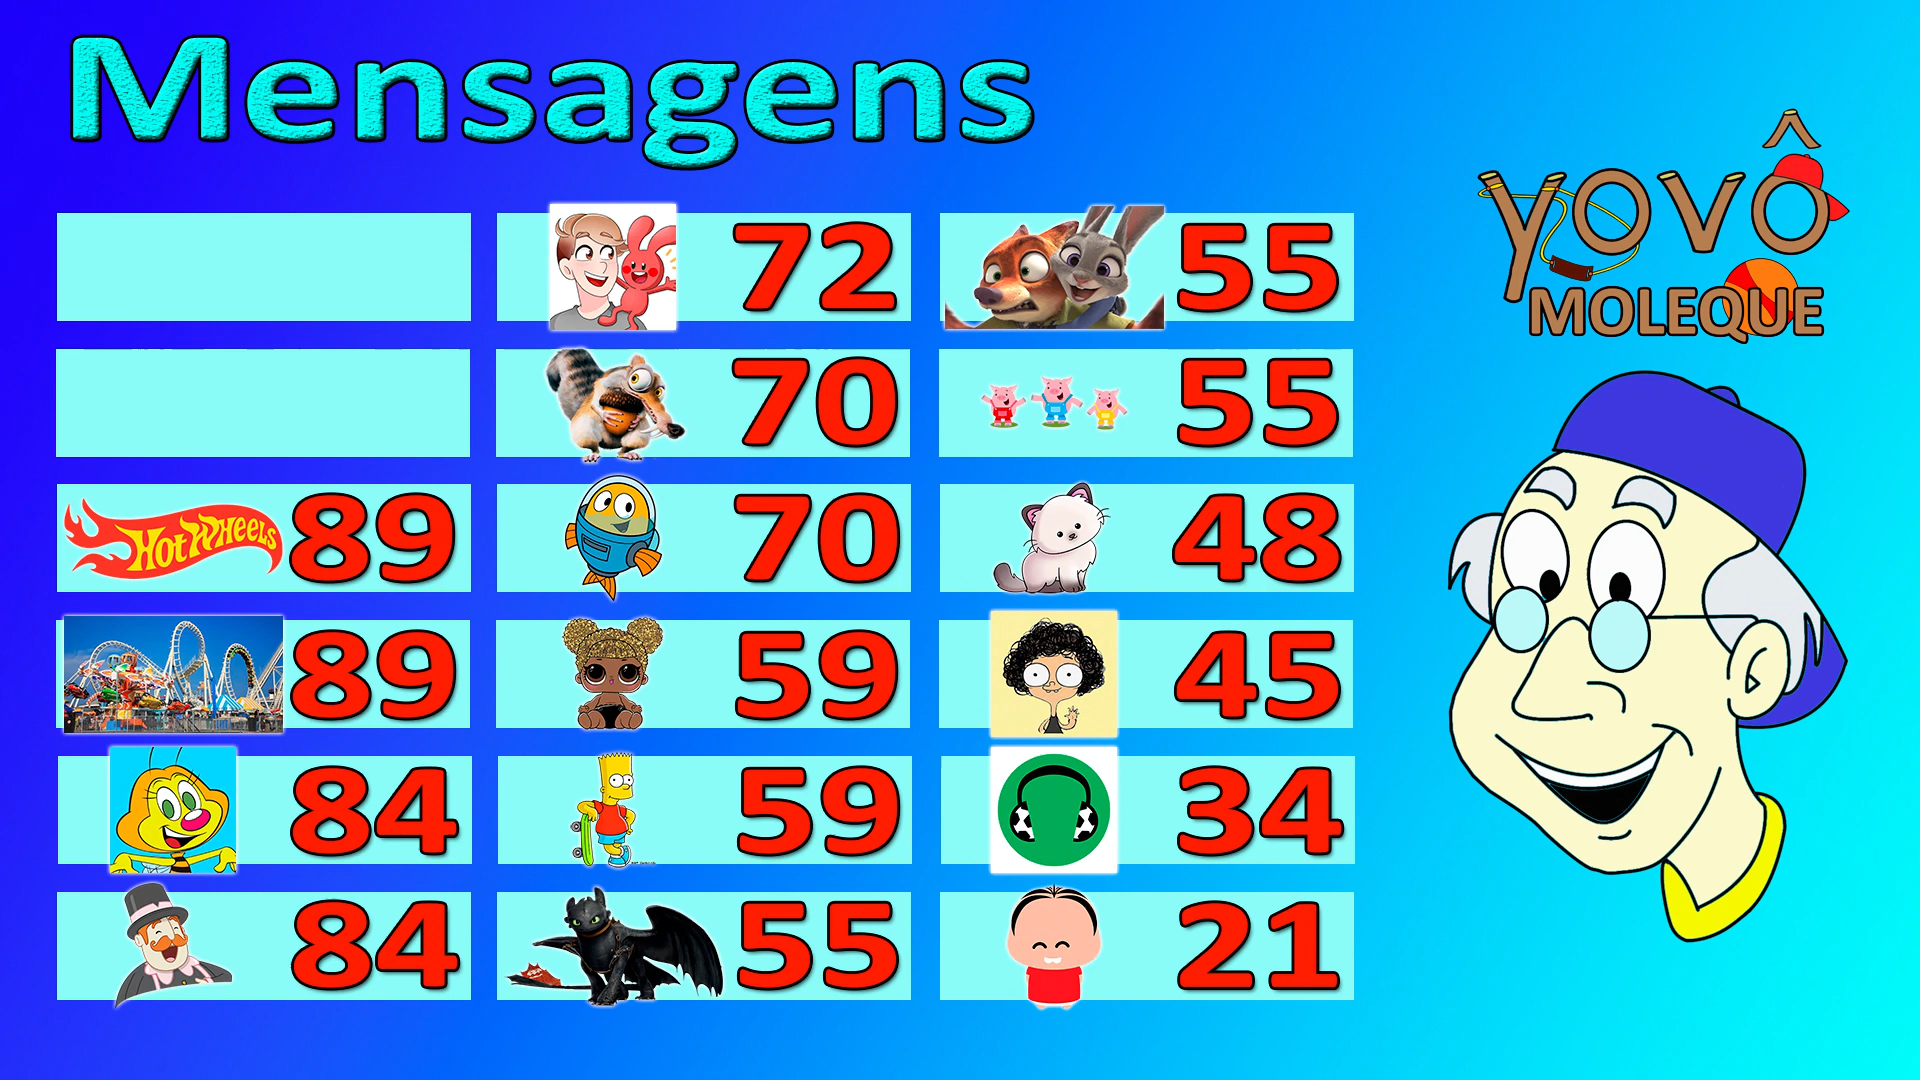 Mensagens
YOVÔ
MOLEQUE
72 55
70 55
HOT WHEELS 89 70 48
89 59 45
84 59 34
84 55 21